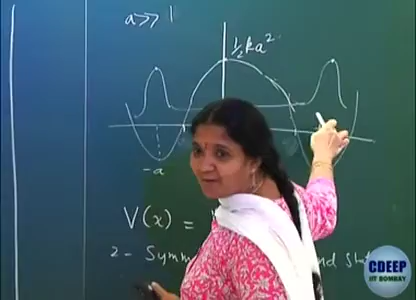 a >> 1
½ka²
-a
V(x) =
2 - Symm
CDEEP
IIT BOMBAY